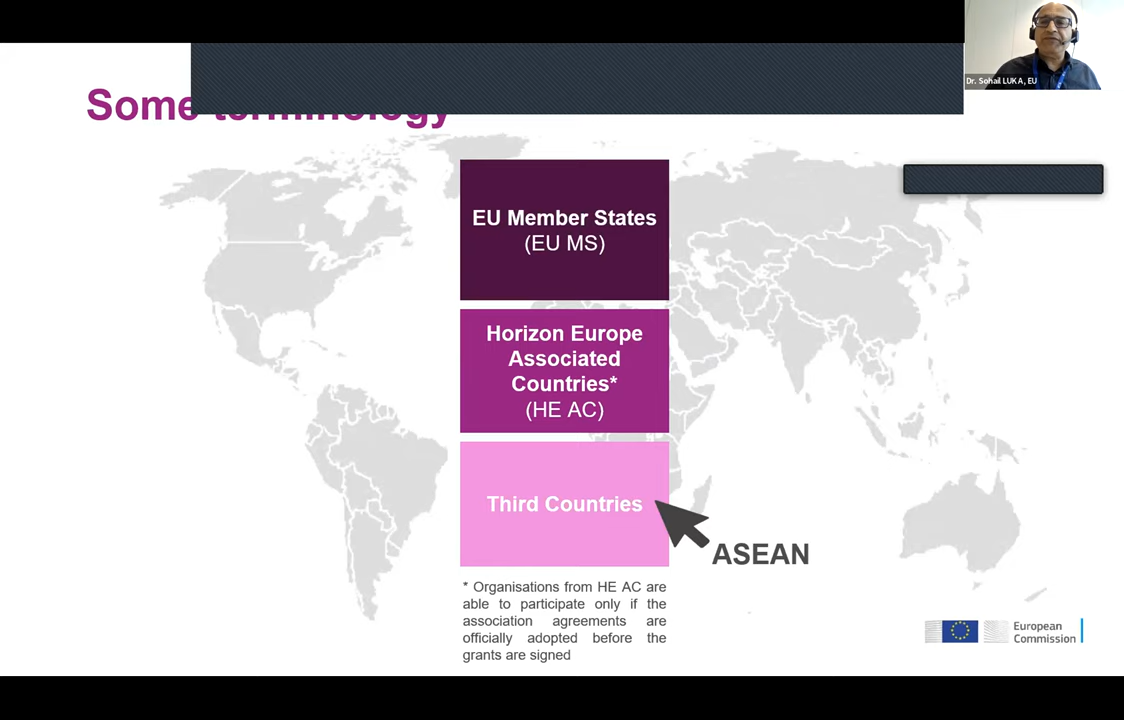 Dr. Sohail LUKA, EU
Some terminology
EU Member States
(EU MS)
Horizon Europe
Associated
Countries*
(HE AC)
Third Countries
ASEAN
* Organisations from HE AC are
able to participate only if the
association agreements are
officially adopted before the
grants are signed
European
Commission